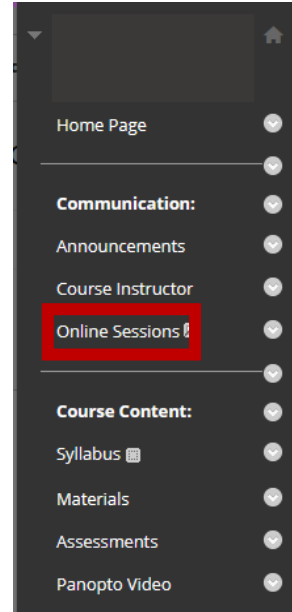 Home Page
Communication:
Announcements
Course Instructor
Online Sessions
Course Content:
Syllabus
Materials
Assessments
Panopto Video